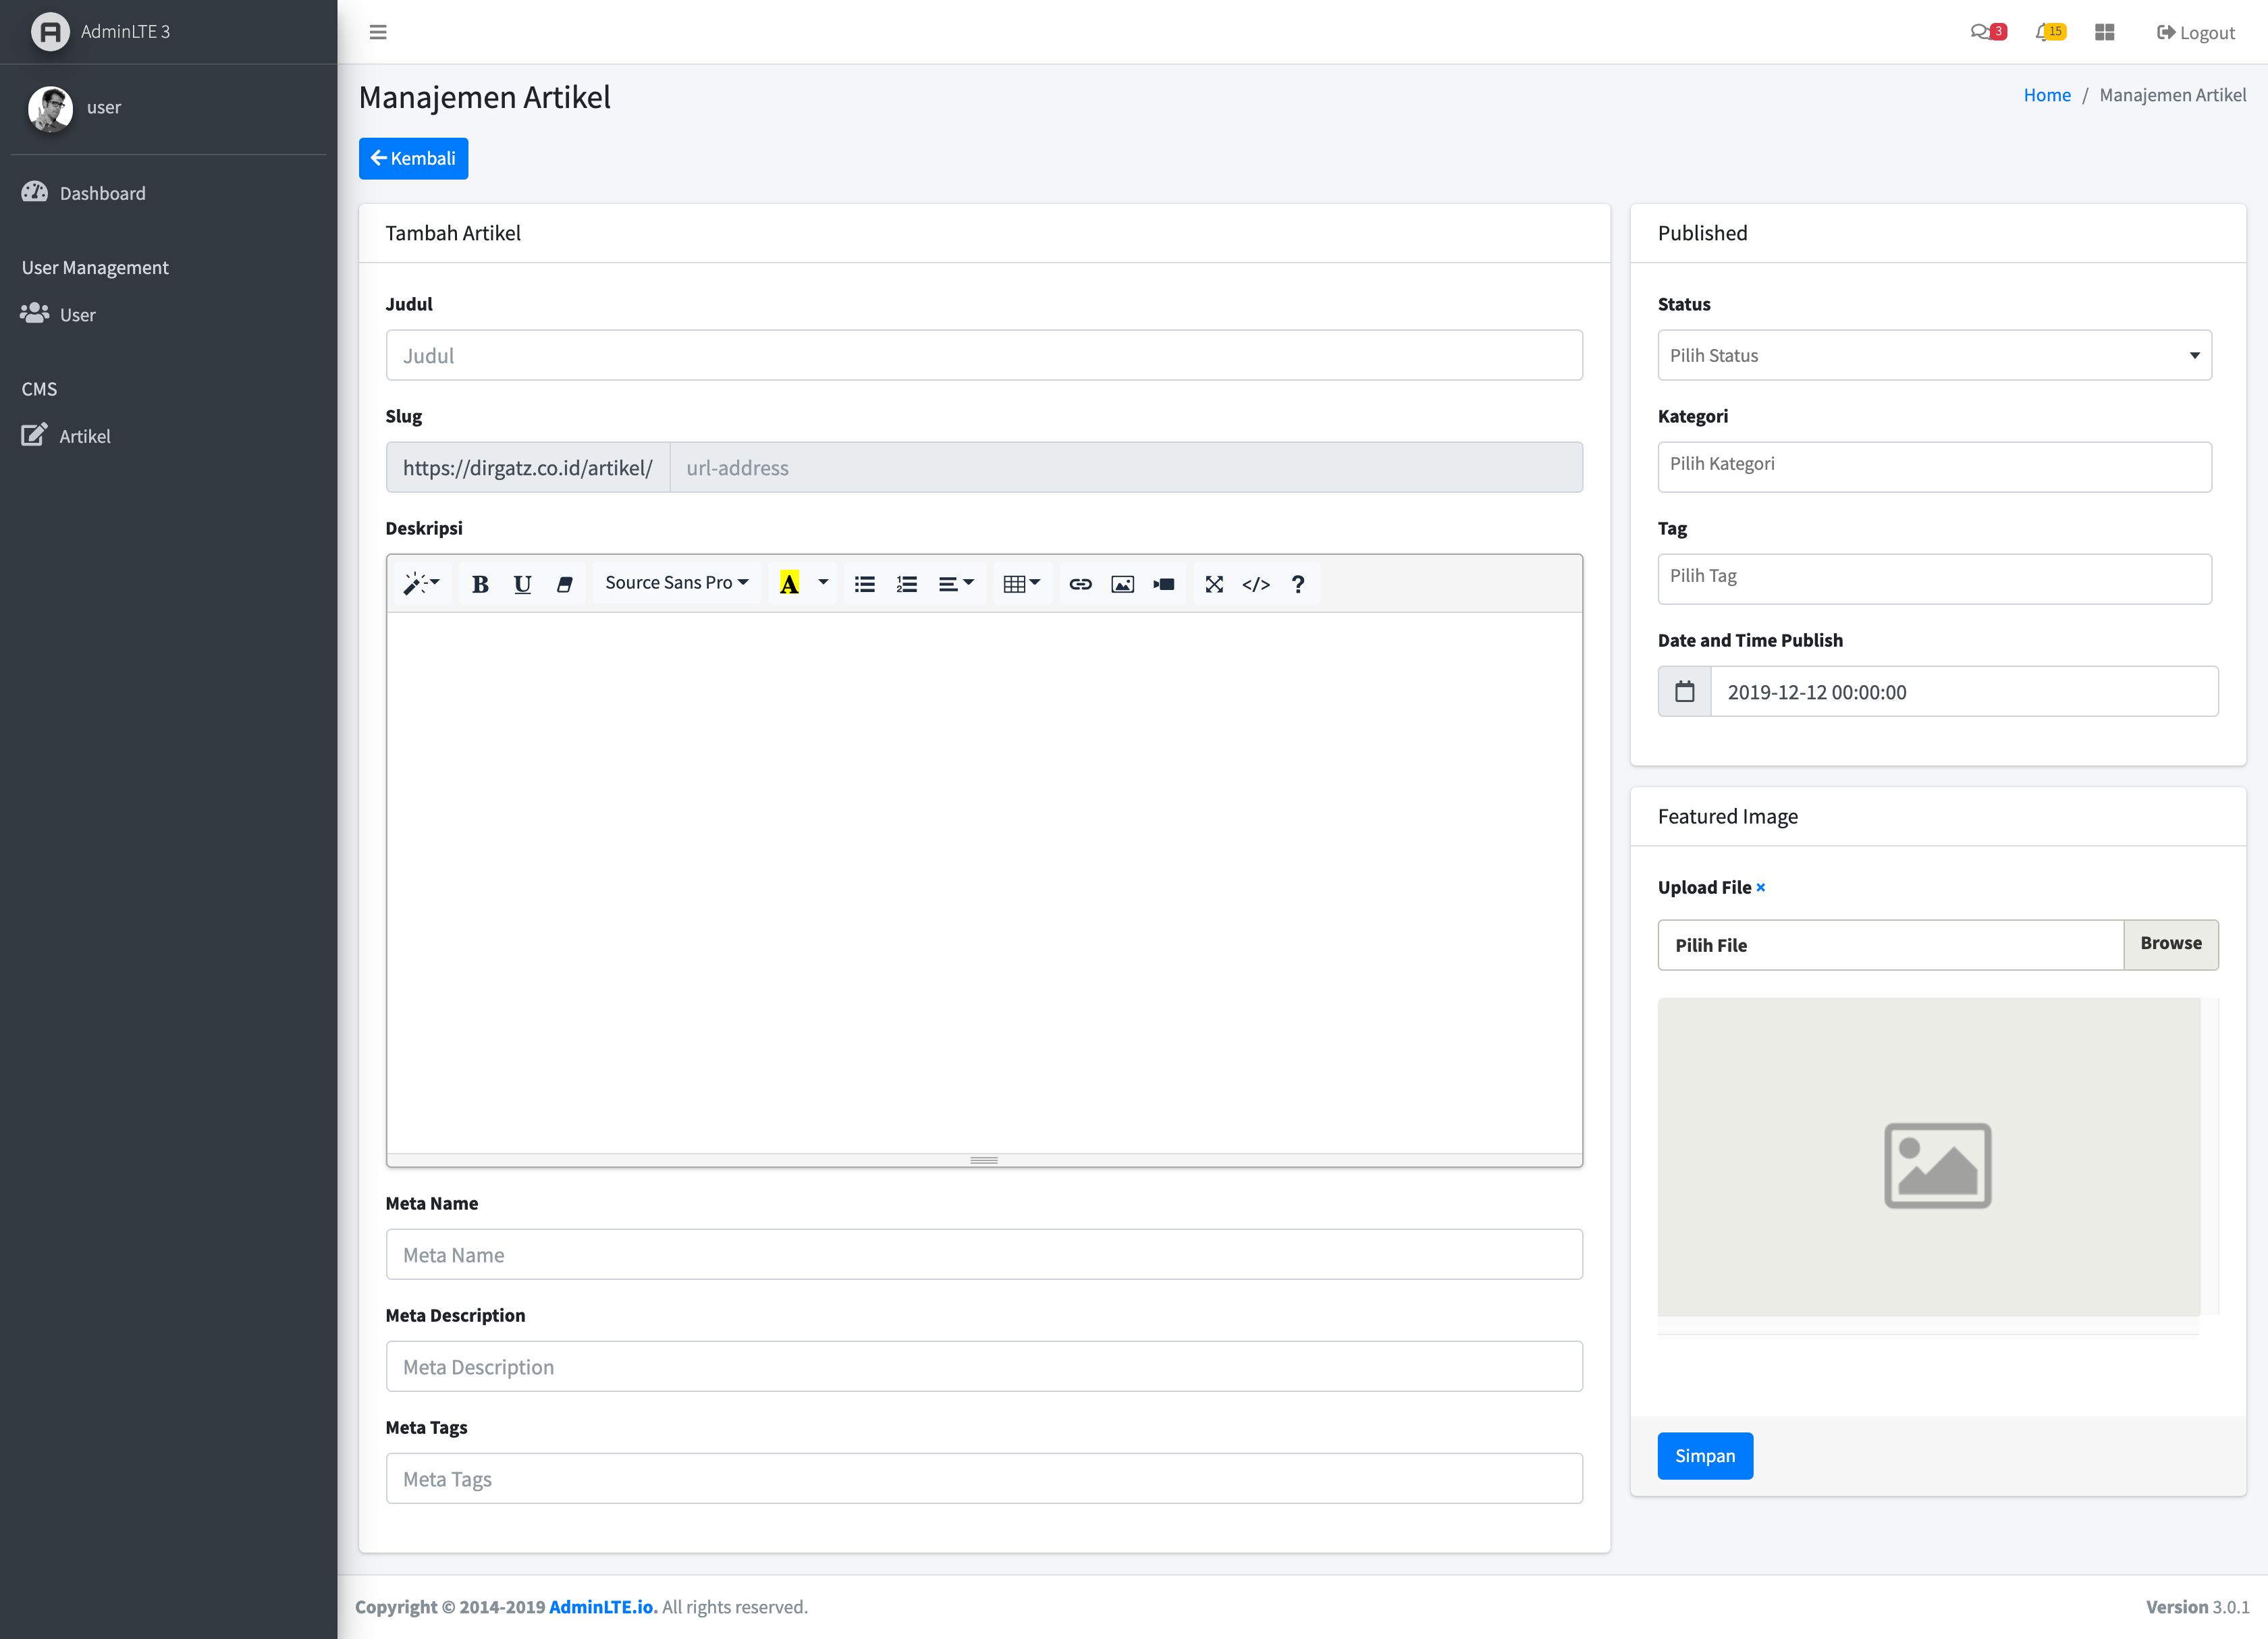 AdminLTE 3
3
15
Logout
user
Manajemen Artikel
Home / Manajemen Artikel
Kembali
Dashboard
User Management
User
CMS
Artikel
Tambah Artikel
Judul
Judul
Slug
https://dirgatz.co.id/artikel/ url-address
Deskripsi
B U Source Sans Pro A </> ?
Meta Name
Meta Name
Meta Description
Meta Description
Meta Tags
Meta Tags
Published
Status
Pilih Status
Kategori
Pilih Kategori
Tag
Pilih Tag
Date and Time Publish
2019-12-12 00:00:00
Featured Image
Upload File ×
Pilih File Browse
Simpan
Copyright © 2014-2019 AdminLTE.io. All rights reserved.
Version 3.0.1